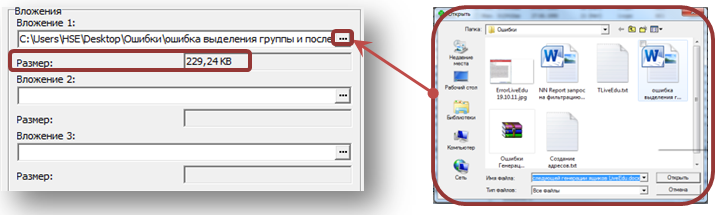 Вложения
Вложение 1:
C:\Users\HSE\Desktop\Ошибки\ошибка выделения группы и после ...
Размер: 229,24 KB
Вложение 2:
...
Размер:
Вложение 3:
...
Размер:
Открыть
Папка: Ошибки
Недавние места
Рабочий стол
Библиотеки
Компьютер
Сеть
ErrorLiveEdu 19.10.11.jpg
NN Report запрос на фильтрацию...
TLiveEdu.txt
ошибка выделения г...
Ошибки Генерац...
Создание адресов.txt
Имя файла: следующей генерации ящиков LiveEdu.docx
Открыть
Тип файлов: Все файлы
Отмена